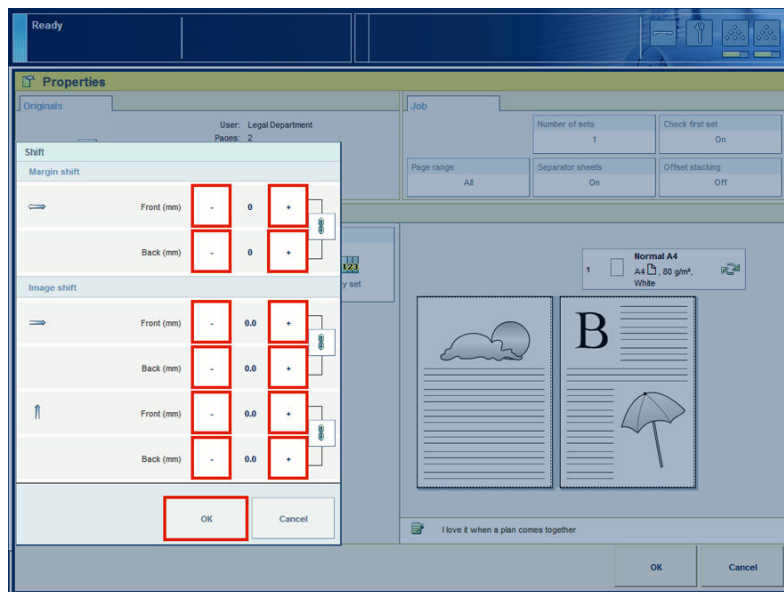 Ready
Properties
Originals
User: Legal Department
Pages: 2
Job
Number of sets
1
Check first set
On
Page range
All
Separator sheets
On
Offset stacking
Off
Shift
Margin shift
Front (mm) - 0 +
Back (mm) - 0 +
Image shift
Front (mm) - 0.0 +
Back (mm) - 0.0 +
Front (mm) - 0.0 +
Back (mm) - 0.0 +
OK Cancel
123
y set
1
Normal A4
A4 , 80 g/m²,
White
B
I love it when a plan comes together
OK Cancel